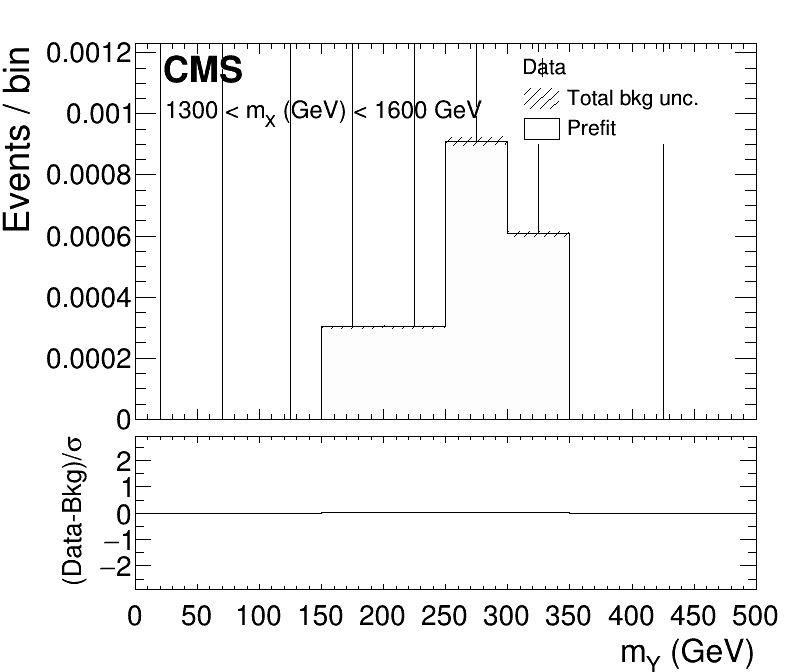 CMS
1300 < mX (GeV) < 1600 GeV
Data
Total bkg unc.
Prefit
Events / bin
0.0012
0.001
0.0008
0.0006
0.0004
0.0002
0
(Data-Bkg)/σ
2
1
0
−1
−2
0 50 100 150 200 250 300 350 400 450 500
mY (GeV)